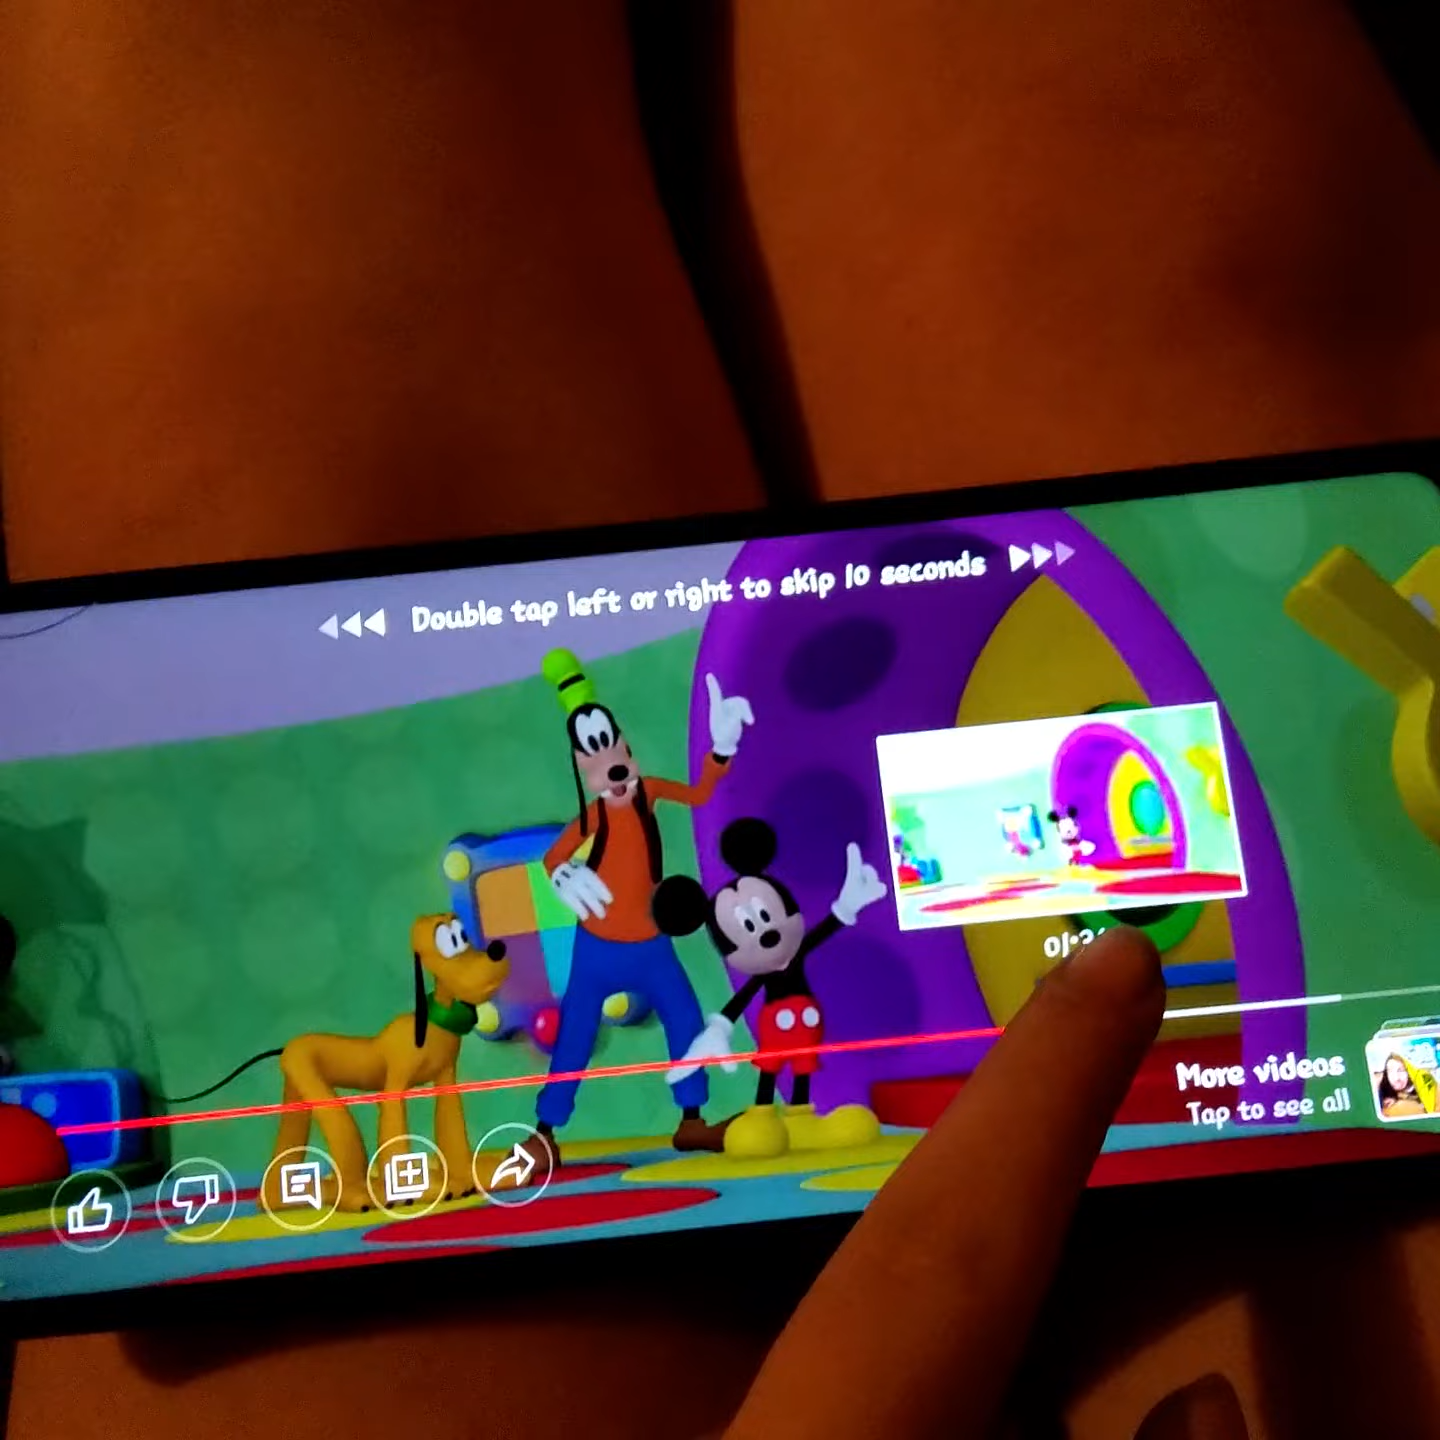 Double tap left or right to skip 10 seconds
More videos
Tap to see all